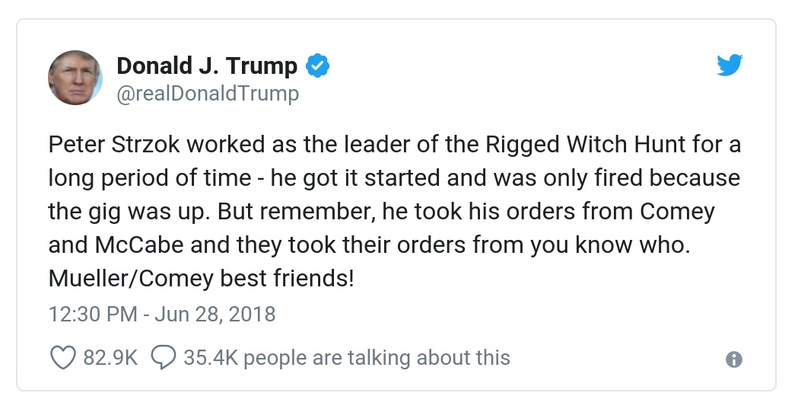 Donald J. Trump
@realDonaldTrump
Peter Strzok worked as the leader of the Rigged Witch Hunt for a
long period of time - he got it started and was only fired because
the gig was up. But remember, he took his orders from Comey
and McCabe and they took their orders from you know who.
Mueller/Comey best friends!
12:30 PM - Jun 28, 2018
82.9K 35.4K people are talking about this